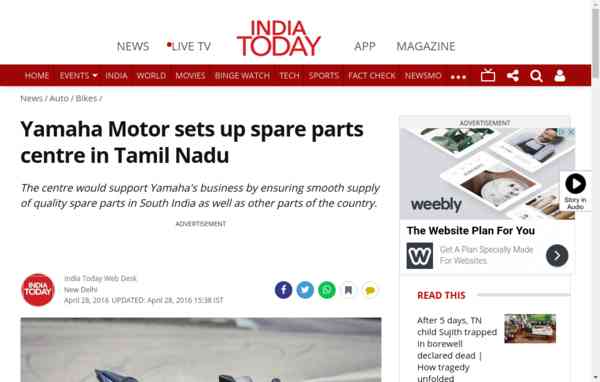 NEWS
LIVE TV
INDIA
TODAY
APP
MAGAZINE
HOME EVENTS INDIA WORLD MOVIES BINGE WATCH TECH SPORTS FACT CHECK NEWSMO
News / Auto / Bikes /
Yamaha Motor sets up spare parts
centre in Tamil Nadu
The centre would support Yamaha's business by ensuring smooth supply
of quality spare parts in South India as well as other parts of the country.
ADVERTISEMENT
INDIA
TODAY
India Today Web Desk
New Delhi
April 28, 2016 UPDATED: April 28, 2016 15:38 IST
ADVERTISEMENT
weebly
The Website Plan For You
Get A Plan Specially Made
For Websites
Story in
Audio
READ THIS
After 5 days, TN
child Sujith trapped
in borewell
declared dead |
How tragedy
unfolded